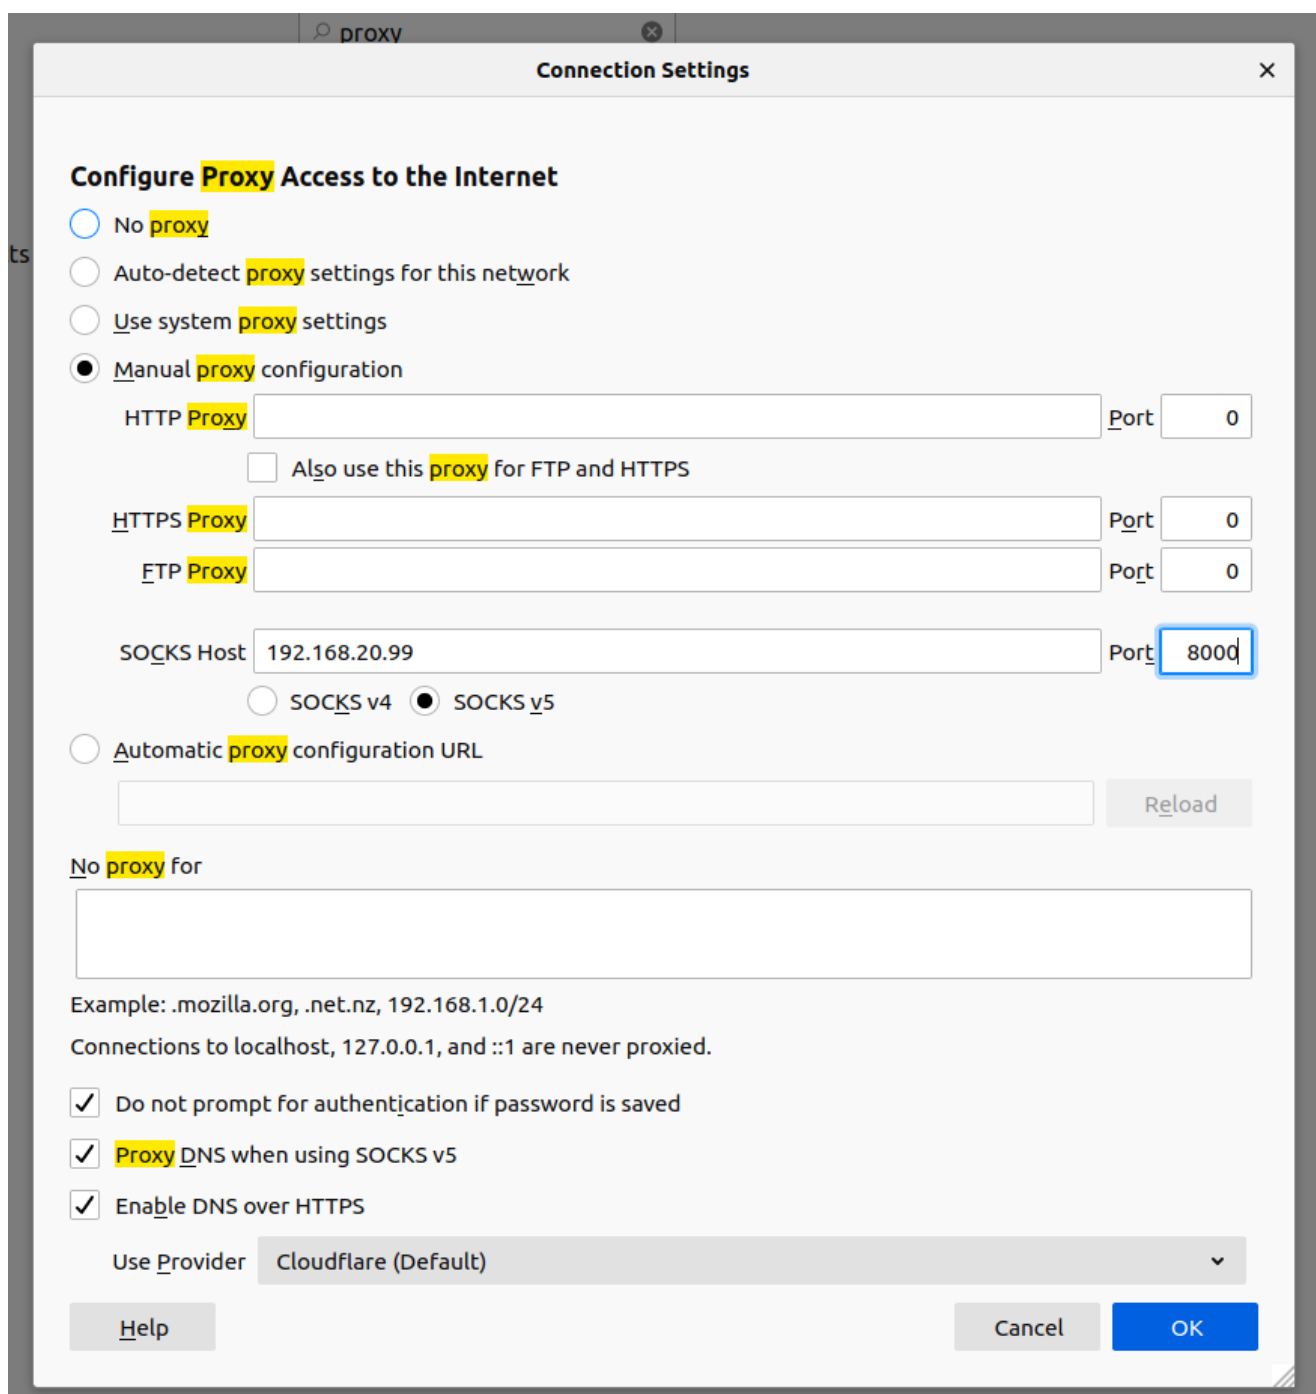 proxy
Connection Settings
Configure Proxy Access to the Internet
No proxy
ts
Auto-detect proxy settings for this network
Use system proxy settings
Manual proxy configuration
HTTP Proxy Port 0
Also use this proxy for FTP and HTTPS
HTTPS Proxy Port 0
FTP Proxy Port 0
SOCKS Host 192.168.20.99 Port 8000
SOCKS v4 SOCKS v5
Automatic proxy configuration URL
Reload
No proxy for
Example: .mozilla.org, .net.nz, 192.168.1.0/24
Connections to localhost, 127.0.0.1, and ::1 are never proxied.
Do not prompt for authentication if password is saved
Proxy DNS when using SOCKS v5
Enable DNS over HTTPS
Use Provider Cloudflare (Default)
Help Cancel OK